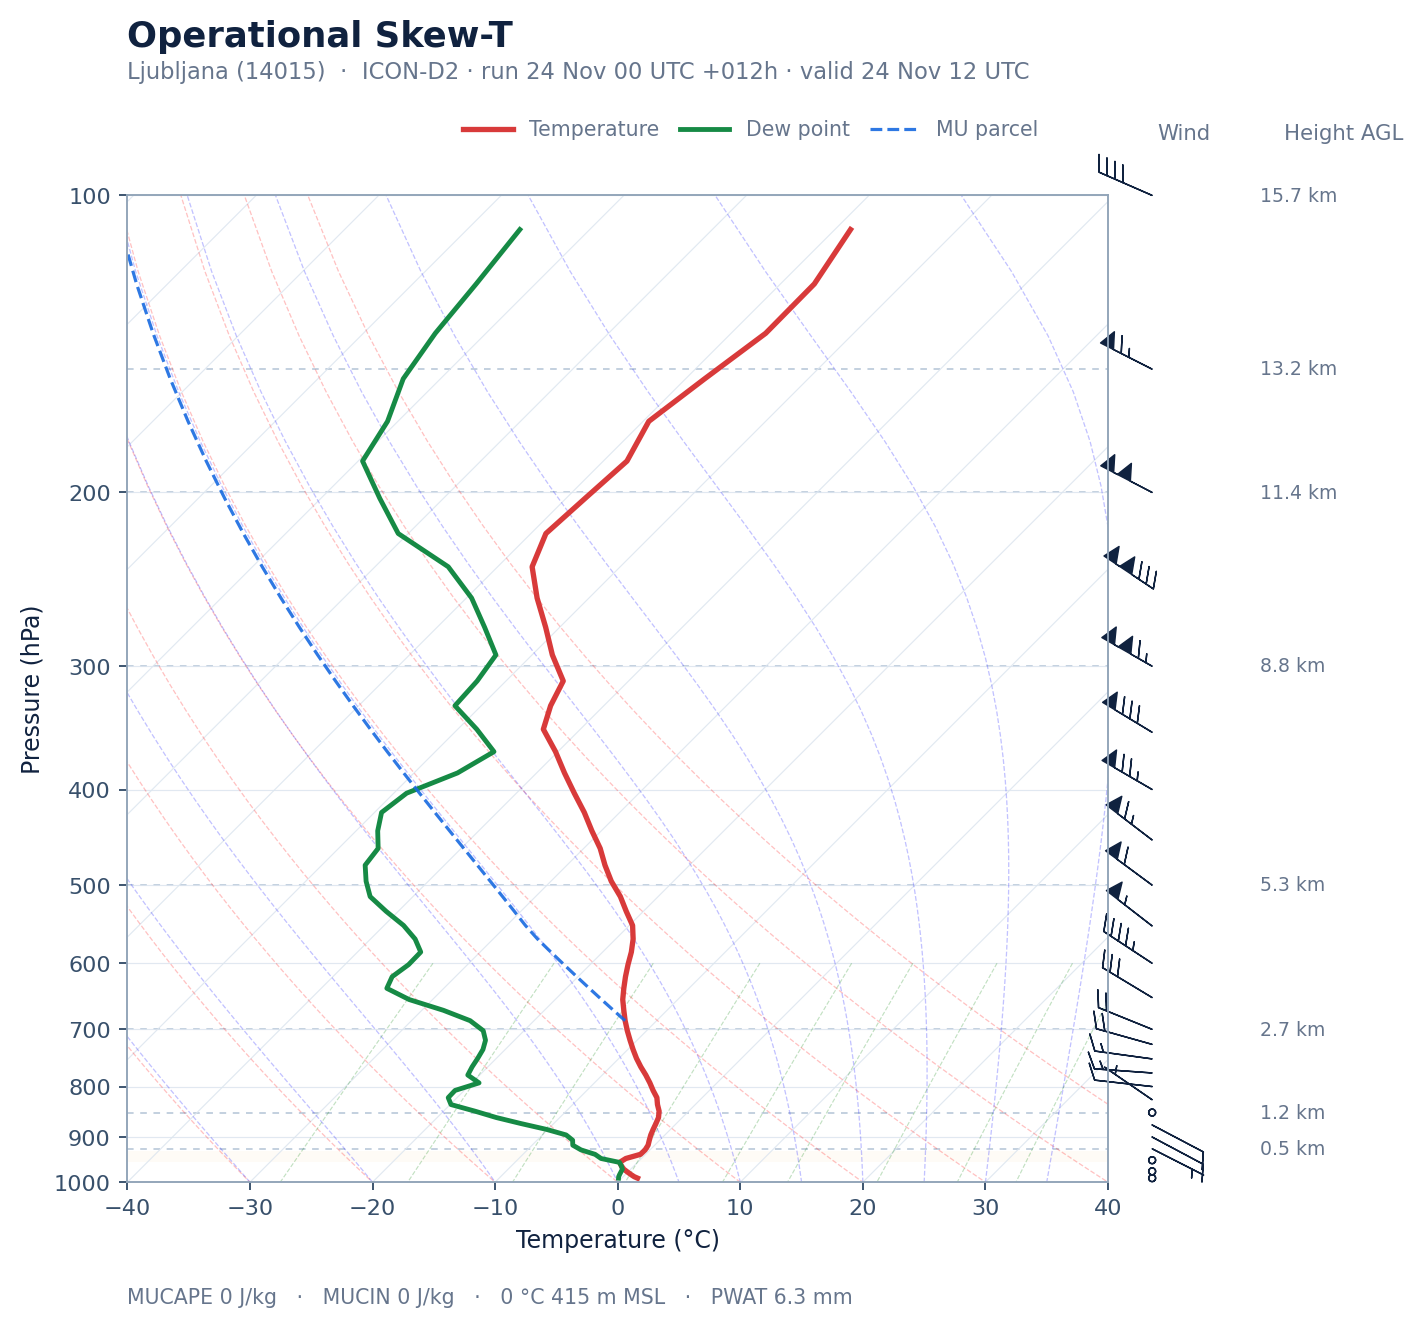 Operational Skew-T
Ljubljana (14015)  ·  ICON-D2 · run 24 Nov 00 UTC +012h · valid 24 Nov 12 UTC
Temperature  Dew point  MU parcel  Wind  Height AGL
100  15.7 km
13.2 km
200  11.4 km
300  8.8 km
400
500  5.3 km
600
700  2.7 km
800
1.2 km
900
0.5 km
1000
Pressure (hPa)
−40  −30  −20  −10  0  10  20  30  40
Temperature (°C)
MUCAPE 0 J/kg  ·  MUCIN 0 J/kg  ·  0 °C 415 m MSL  ·  PWAT 6.3 mm